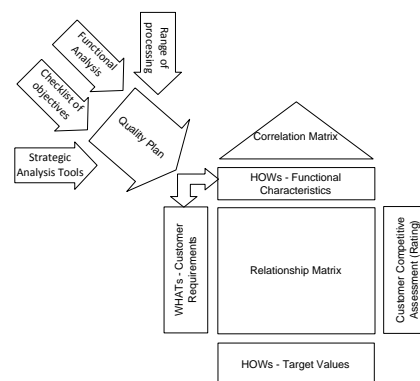 Range of
processing
Functional
Analysis
Checklist of
objectives
Strategic
Analysis Tools
Quality Plan
Correlation Matrix
HOWs - Functional
Characteristics
WHATs - Customer
Requirements
Relationship Matrix
Customer Competitive
Assessment (Rating)
HOWs - Target Values